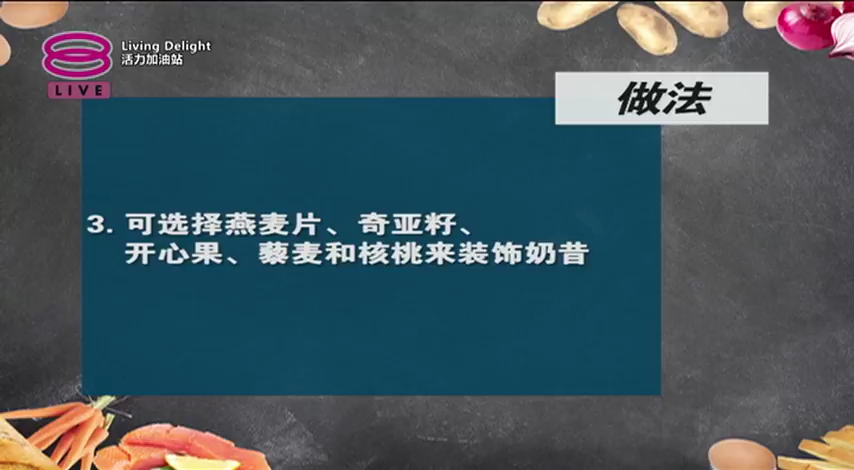 Living Delight
活力加油站
LIVE
做法
3. 可选择燕麦片、奇亚籽、
开心果、藜麦和核桃来装饰奶昔